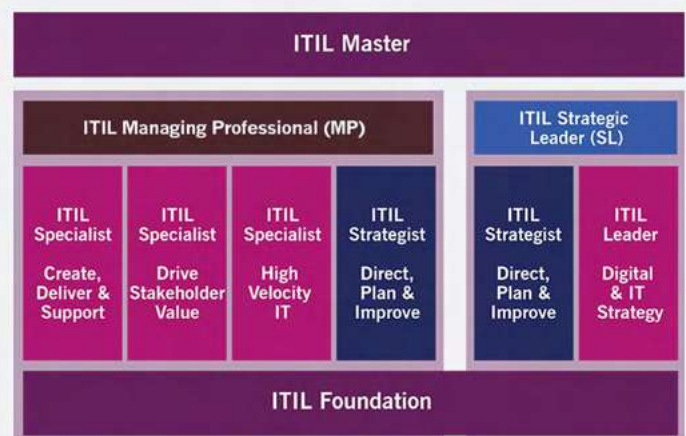 ITIL Master
ITIL Managing Professional (MP)
ITIL Strategic
Leader (SL)
ITIL
Specialist
Create,
Deliver &
Support
ITIL
Specialist
Drive
Stakeholder
Value
ITIL
Specialist
High
Velocity
IT
ITIL
Strategist
Direct,
Plan &
Improve
ITIL
Strategist
Direct,
Plan &
Improve
ITIL
Leader
Digital
& IT
Strategy
ITIL Foundation